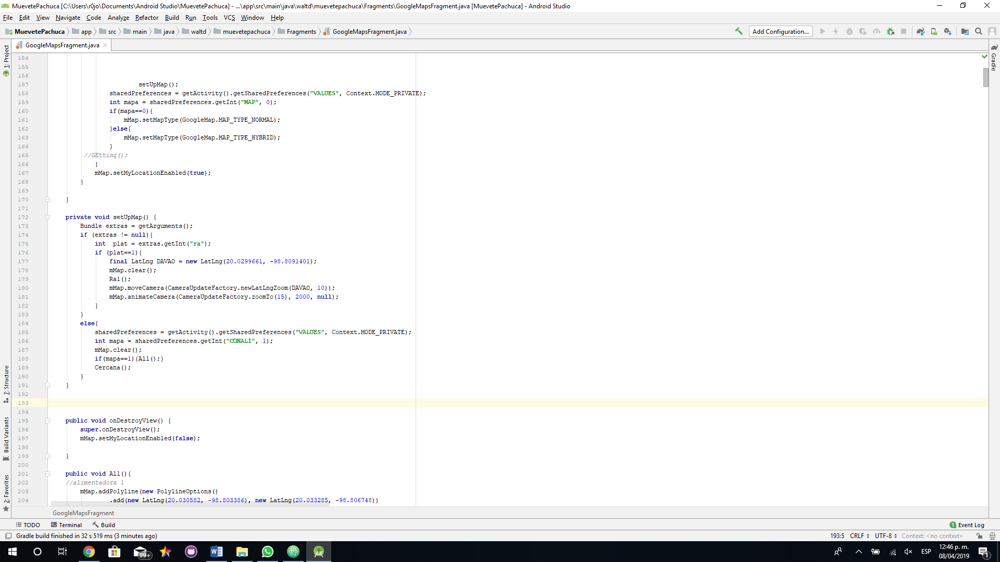 MuevetePachuca [C:\Users\r0jo\Documents\Android Studio\MuevetePachuca] - ...\app\src\main\java\waltd\muevetepachuca\Fragments\GoogleMapsFragment.java [MuevetePachuca] - Android Studio
File Edit View Navigate Code Analyze Refactor Build Run Tools VCS Window Help
MuevetePachuca app src main java waltd muevetepachuca Fragments GoogleMapsFragment.java Add Configuration...
GoogleMapsFragment.java
1: Project
Gradle
7: Structure
Build Variants
2: Favorites
154
155
156
157 setUpMap();
158 sharedPreferences = getActivity().getSharedPreferences("VALUES", Context.MODE_PRIVATE);
159 int mapa = sharedPreferences.getInt("MAP", 0);
160 if(mapa==0){
161 mMap.setMapType(GoogleMap.MAP_TYPE_NORMAL);
162 }else{
163 mMap.setMapType(GoogleMap.MAP_TYPE_HYBRID);
164 }
165 //GEtting();
166 }
167 mMap.setMyLocationEnabled(true);
168 }
169
170 }
171
172 private void setUpMap() {
173 Bundle extras = getArguments();
174 if (extras != null){
175 int  plat = extras.getInt("ra");
176 if (plat==1){
177 final LatLng DAVAO = new LatLng(20.0299661, -98.8091401);
178 mMap.clear();
179 Ra1();
180 mMap.moveCamera(CameraUpdateFactory.newLatLngZoom(DAVAO, 10));
181 mMap.animateCamera(CameraUpdateFactory.zoomTo(15), 2000, null);
182 }
183 }
184 else{
185 sharedPreferences = getActivity().getSharedPreferences("VALUES", Context.MODE_PRIVATE);
186 int mapa = sharedPreferences.getInt("CONALI", 1);
187 mMap.clear();
188 if(mapa==1){All();}
189 Cercana();
190 }
191 }
192
193
194
195 public void onDestroyView() {
196 super.onDestroyView();
197 mMap.setMyLocationEnabled(false);
198
199 }
200
201 public void All(){
202 //alimentadora 1
203 mMap.addPolyline(new PolylineOptions()
204 .add(new LatLng(20.030582, -98.803386), new LatLng(20.033285, -98.806748))
GoogleMapsFragment
TODO Terminal Build 1 Event Log
Gradle build finished in 32 s 519 ms (3 minutes ago) 193:5 CRLF UTF-8 Context: <no context>
99+ ESP 12:46 p. m.
08/04/2019 1